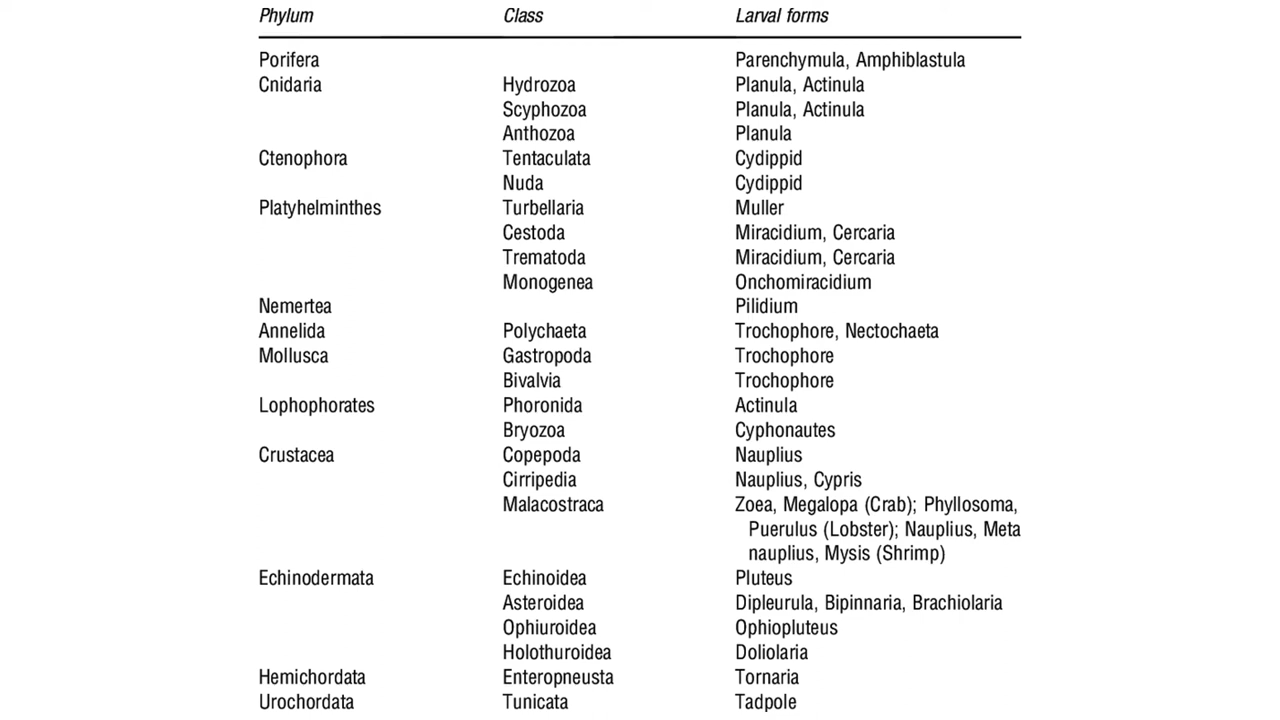 Phylum Class Larval forms
Porifera Parenchymula, Amphiblastula
Cnidaria Hydrozoa Planula, Actinula
Scyphozoa Planula, Actinula
Anthozoa Planula
Ctenophora Tentaculata Cydippid
Nuda Cydippid
Platyhelminthes Turbellaria Muller
Cestoda Miracidium, Cercaria
Trematoda Miracidium, Cercaria
Monogenea Onchomiracidium
Nemertea Pilidium
Annelida Polychaeta Trochophore, Nectochaeta
Mollusca Gastropoda Trochophore
Bivalvia Trochophore
Lophophorates Phoronida Actinula
Bryozoa Cyphonautes
Crustacea Copepoda Nauplius
Cirripedia Nauplius, Cypris
Malacostraca Zoea, Megalopa (Crab); Phyllosoma,
Puerulus (Lobster); Nauplius, Meta
nauplius, Mysis (Shrimp)
Echinodermata Echinoidea Pluteus
Asteroidea Dipleurula, Bipinnaria, Brachiolaria
Ophiuroidea Ophiopluteus
Holothuroidea Doliolaria
Hemichordata Enteropneusta Tornaria
Urochordata Tunicata Tadpole